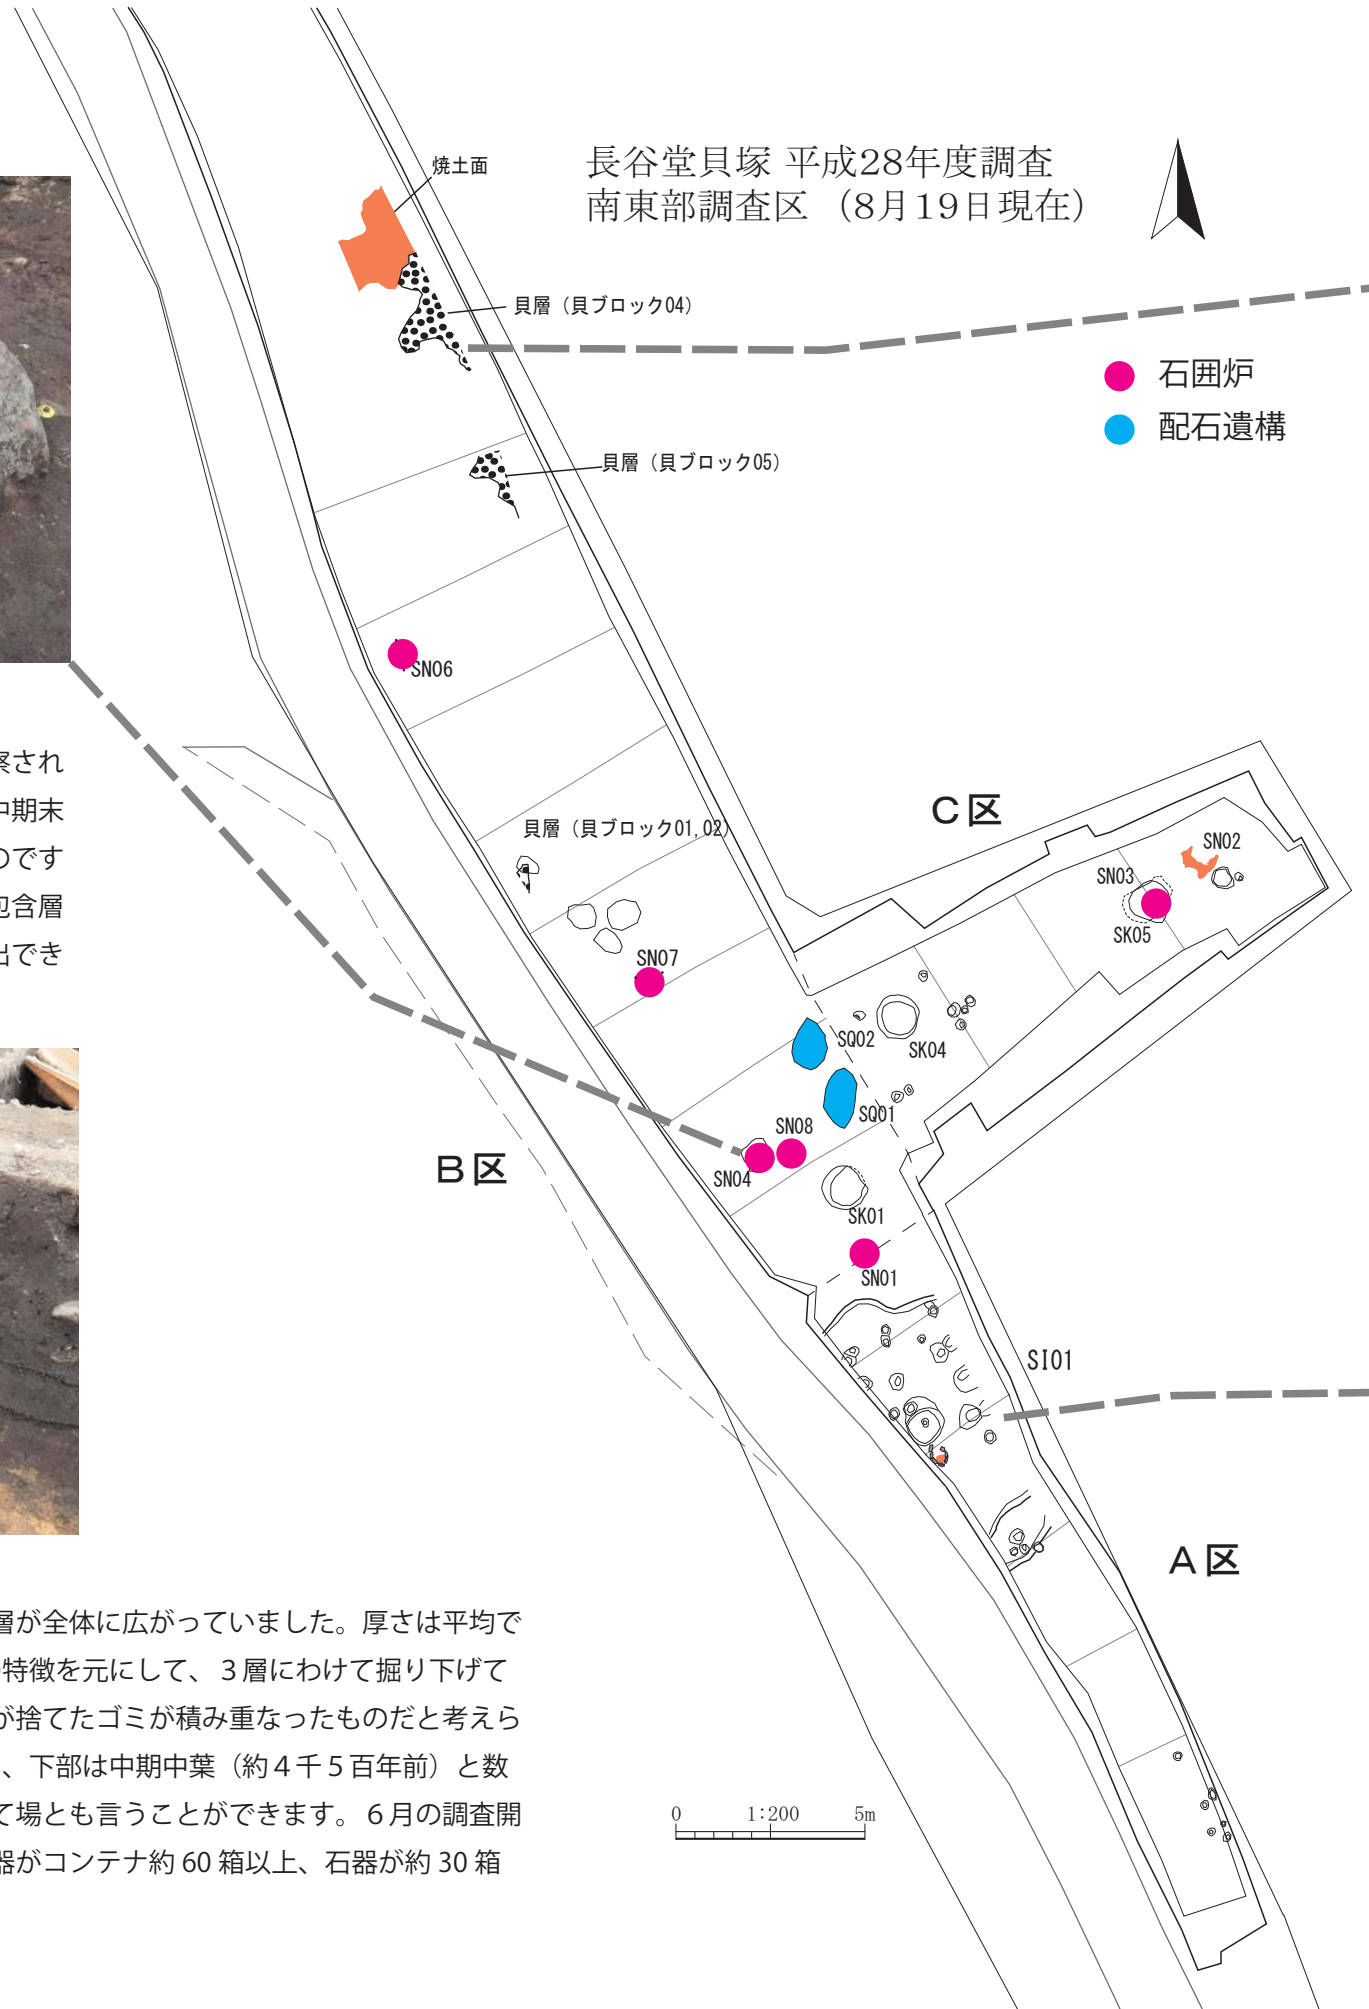 長谷堂貝塚 平成28年度調査
南東部調査区 （8月19日現在）
焼土面
貝層（貝ブロック04）
石囲炉
配石遺構
貝層（貝ブロック05）
SN06
察され
中期末
のです
包含層
出でき
貝層（貝ブロック01,02）
C区
SN02
SN03
SK05
SN07
SQ02
SK04
SQ01
SN08
B区
SN04
SK01
SN01
SI01
A区
層が全体に広がっていました。厚さは平均で
特徴を元にして、３層にわけて掘り下げて
が捨てたゴミが積み重なったものだと考えら
、下部は中期中葉（約４千５百年前）と数
て場とも言うことができます。６月の調査開
器がコンテナ約 60 箱以上、石器が約 30 箱
0 1:200 5m